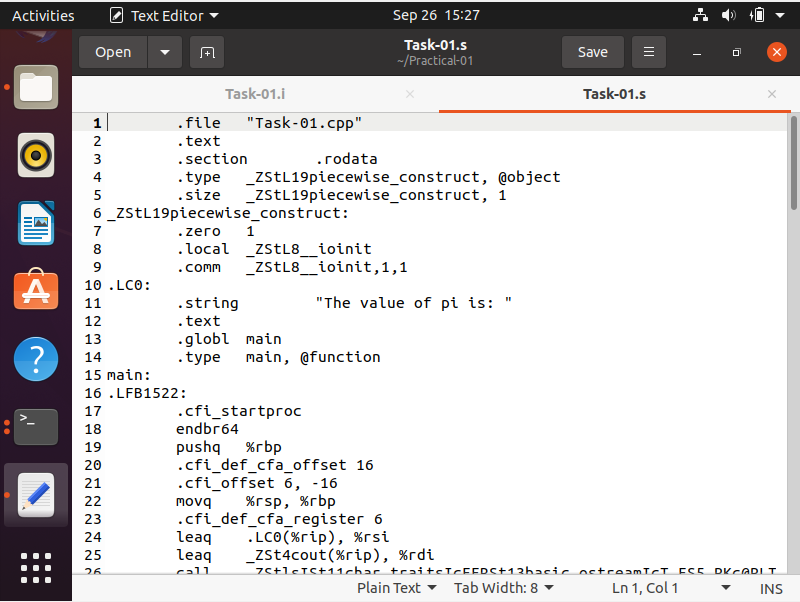 Activities Text Editor Sep 26 15:27
Open Task-01.s Save
~/Practical-01
Task-01.i × Task-01.s ×
1 .file "Task-01.cpp"
2 .text
3 .section .rodata
4 .type _ZStL19piecewise_construct, @object
5 .size _ZStL19piecewise_construct, 1
6 _ZStL19piecewise_construct:
7 .zero 1
8 .local _ZStL8__ioinit
9 .comm _ZStL8__ioinit,1,1
10 .LC0:
11 .string "The value of pi is: "
12 .text
13 .globl main
14 .type main, @function
15 main:
16 .LFB1522:
17 .cfi_startproc
18 endbr64
19 pushq %rbp
20 .cfi_def_cfa_offset 16
21 .cfi_offset 6, -16
22 movq %rsp, %rbp
23 .cfi_def_cfa_register 6
24 leaq .LC0(%rip), %rsi
25 leaq _ZSt4cout(%rip), %rdi
26 call _ZStlsISt11char_traitsIcEERSt13basic_ostreamIcT_ES5_PKc@PLT
Plain Text Tab Width: 8 Ln 1, Col 1 INS